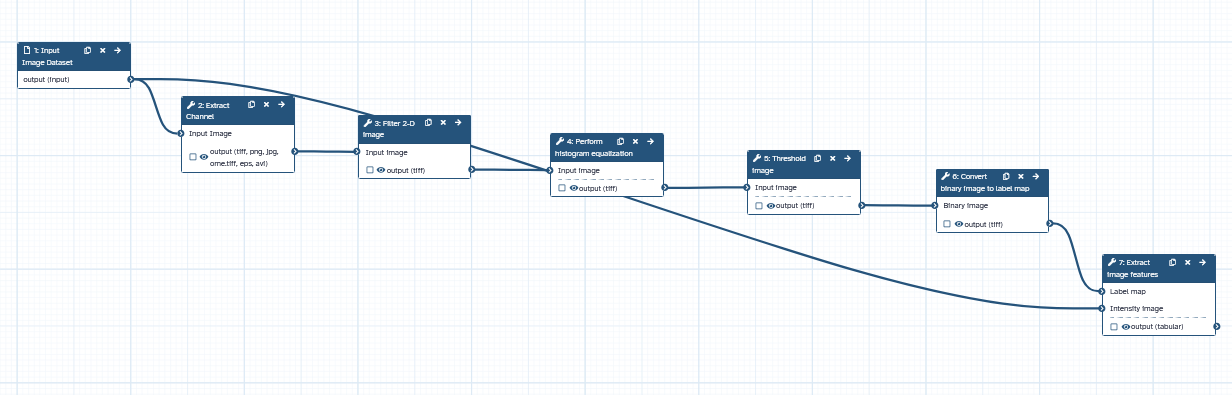 1: Input
Image Dataset
output (input)
2: Extract
Channel
Input Image
output (tiff, png, jpg,
ome.tiff, eps, avi)
3: Filter 2-D
image
Input image
output (tiff)
4: Perform
histogram equalization
Input image
output (tiff)
5: Threshold
image
Input image
output (tiff)
6: Convert
binary image to label map
Binary image
output (tiff)
7: Extract
image features
Label map
Intensity image
output (tabular)